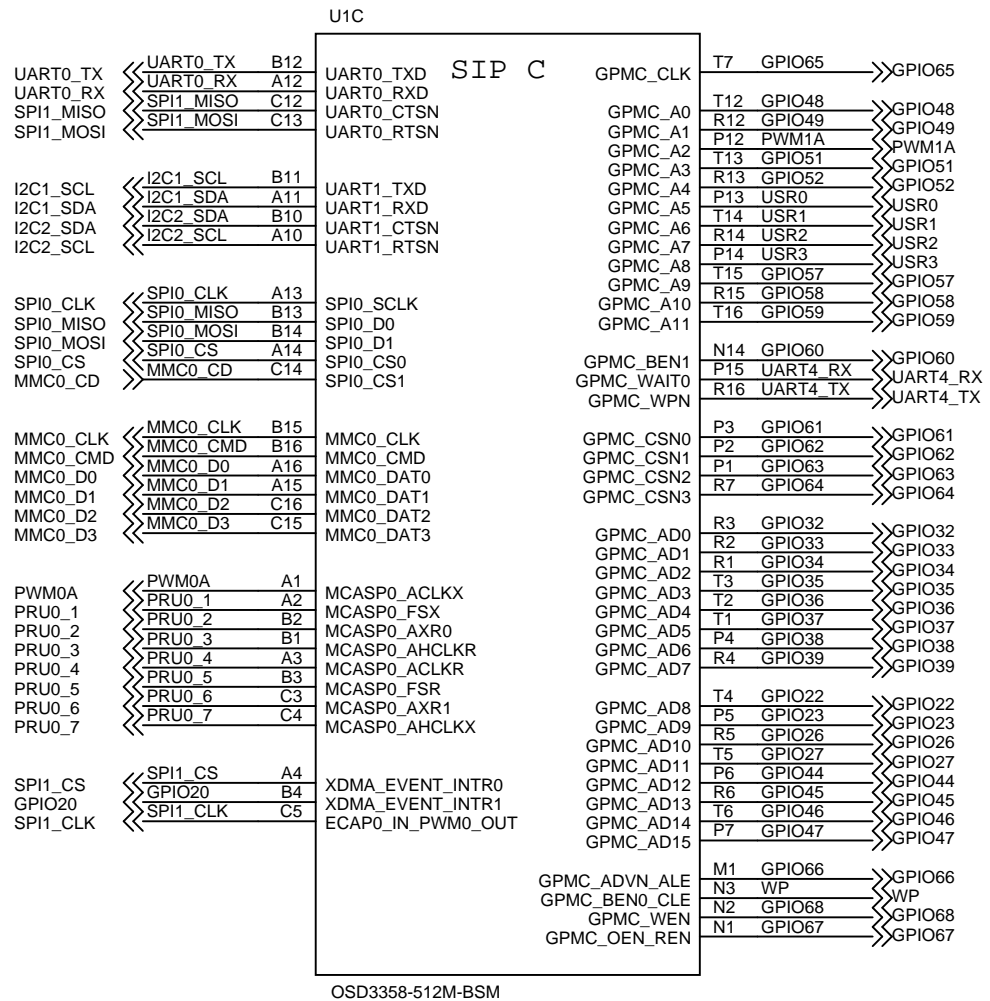 U1C
SIP C
UART0_TX UART0_TX B12 UART0_TXD
UART0_RX UART0_RX A12 UART0_RXD
SPI1_MISO SPI1_MISO C12 UART0_CTSN
SPI1_MOSI SPI1_MOSI C13 UART0_RTSN
I2C1_SCL I2C1_SCL B11 UART1_TXD
I2C1_SDA I2C1_SDA A11 UART1_RXD
I2C2_SDA I2C2_SDA B10 UART1_CTSN
I2C2_SCL I2C2_SCL A10 UART1_RTSN
SPI0_CLK SPI0_CLK A13 SPI0_SCLK
SPI0_MISO SPI0_MISO B13 SPI0_D0
SPI0_MOSI SPI0_MOSI B14 SPI0_D1
SPI0_CS SPI0_CS A14 SPI0_CS0
MMC0_CD MMC0_CD C14 SPI0_CS1
MMC0_CLK MMC0_CLK B15 MMC0_CLK
MMC0_CMD MMC0_CMD B16 MMC0_CMD
MMC0_D0 MMC0_D0 A16 MMC0_DAT0
MMC0_D1 MMC0_D1 A15 MMC0_DAT1
MMC0_D2 MMC0_D2 C16 MMC0_DAT2
MMC0_D3 MMC0_D3 C15 MMC0_DAT3
PWM0A PWM0A A1 MCASP0_ACLKX
PRU0_1 PRU0_1 A2 MCASP0_FSX
PRU0_2 PRU0_2 B2 MCASP0_AXR0
PRU0_3 PRU0_3 B1 MCASP0_AHCLKR
PRU0_4 PRU0_4 A3 MCASP0_ACLKR
PRU0_5 PRU0_5 B3 MCASP0_FSR
PRU0_6 PRU0_6 C3 MCASP0_AXR1
PRU0_7 PRU0_7 C4 MCASP0_AHCLKX
SPI1_CS SPI1_CS A4 XDMA_EVENT_INTR0
GPIO20 GPIO20 B4 XDMA_EVENT_INTR1
SPI1_CLK SPI1_CLK C5 ECAP0_IN_PWM0_OUT
GPMC_CLK T7 GPIO65 GPIO65
GPMC_A0 T12 GPIO48 GPIO48
GPMC_A1 R12 GPIO49 GPIO49
GPMC_A2 P12 PWM1A PWM1A
GPMC_A3 T13 GPIO51 GPIO51
GPMC_A4 R13 GPIO52 GPIO52
GPMC_A5 P13 USR0 USR0
GPMC_A6 T14 USR1 USR1
GPMC_A7 R14 USR2 USR2
GPMC_A8 P14 USR3 USR3
GPMC_A9 T15 GPIO57 GPIO57
GPMC_A10 R15 GPIO58 GPIO58
GPMC_A11 T16 GPIO59 GPIO59
GPMC_BEN1 N14 GPIO60 GPIO60
GPMC_WAIT0 P15 UART4_RX UART4_RX
GPMC_WPN R16 UART4_TX UART4_TX
GPMC_CSN0 P3 GPIO61 GPIO61
GPMC_CSN1 P2 GPIO62 GPIO62
GPMC_CSN2 P1 GPIO63 GPIO63
GPMC_CSN3 R7 GPIO64 GPIO64
GPMC_AD0 R3 GPIO32 GPIO32
GPMC_AD1 R2 GPIO33 GPIO33
GPMC_AD2 R1 GPIO34 GPIO34
GPMC_AD3 T3 GPIO35 GPIO35
GPMC_AD4 T2 GPIO36 GPIO36
GPMC_AD5 T1 GPIO37 GPIO37
GPMC_AD6 P4 GPIO38 GPIO38
GPMC_AD7 R4 GPIO39 GPIO39
GPMC_AD8 T4 GPIO22 GPIO22
GPMC_AD9 P5 GPIO23 GPIO23
GPMC_AD10 R5 GPIO26 GPIO26
GPMC_AD11 T5 GPIO27 GPIO27
GPMC_AD12 P6 GPIO44 GPIO44
GPMC_AD13 R6 GPIO45 GPIO45
GPMC_AD14 T6 GPIO46 GPIO46
GPMC_AD15 P7 GPIO47 GPIO47
GPMC_ADVN_ALE M1 GPIO66 GPIO66
GPMC_BEN0_CLE N3 WP WP
GPMC_WEN N2 GPIO68 GPIO68
GPMC_OEN_REN N1 GPIO67 GPIO67
OSD3358-512M-BSM